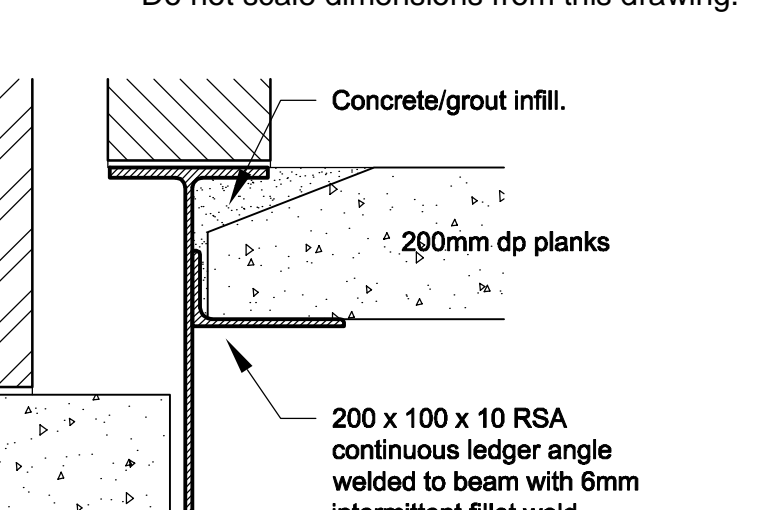 Do not scale dimensions from this drawing.
Concrete/grout infill.
200mm dp planks
200 x 100 x 10 RSA
continuous ledger angle
welded to beam with 6mm
intermittent fillet weld